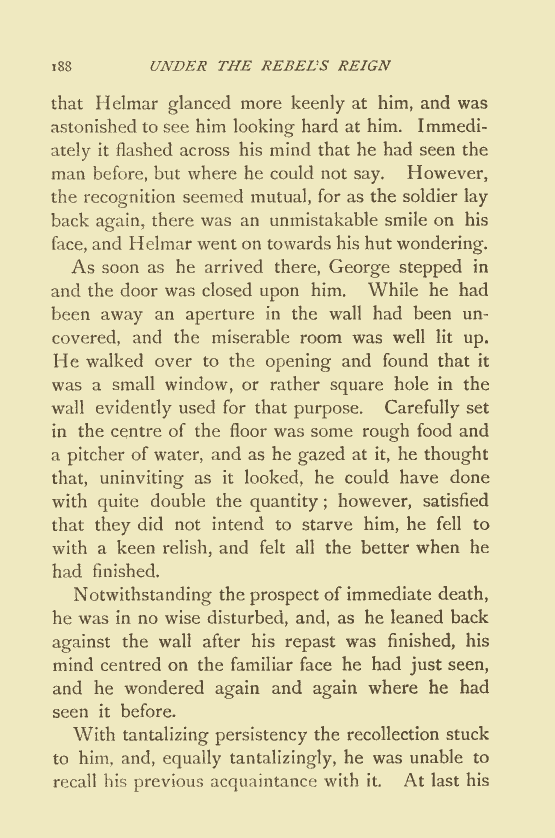 188 UNDER THE REBEL'S REIGN
that Helmar glanced more keenly at him, and was
astonished to see him looking hard at him. Immedi-
ately it flashed across his mind that he had seen the
man before, but where he could not say. However,
the recognition seemed mutual, for as the soldier lay
back again, there was an unmistakable smile on his
face, and Helmar went on towards his hut wondering.
As soon as he arrived there, George stepped in
and the door was closed upon him. While he had
been away an aperture in the wall had been un-
covered, and the miserable room was well lit up.
He walked over to the opening and found that it
was a small window, or rather square hole in the
wall evidently used for that purpose. Carefully set
in the centre of the floor was some rough food and
a pitcher of water, and as he gazed at it, he thought
that, uninviting as it looked, he could have done
with quite double the quantity; however, satisfied
that they did not intend to starve him, he fell to
with a keen relish, and felt all the better when he
had finished.
Notwithstanding the prospect of immediate death,
he was in no wise disturbed, and, as he leaned back
against the wall after his repast was finished, his
mind centred on the familiar face he had just seen,
and he wondered again and again where he had
seen it before.
With tantalizing persistency the recollection stuck
to him, and, equally tantalizingly, he was unable to
recall his previous acquaintance with it. At last his